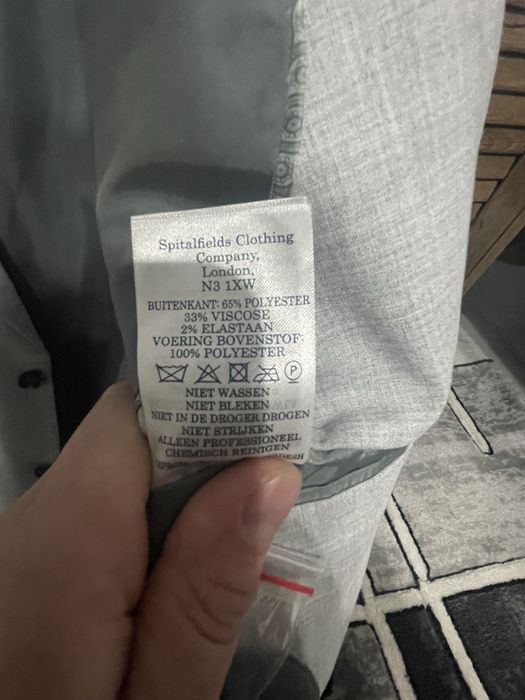 Spitalfields Clothing
Company,
London,
N3 1XW
BUITENKANT: 65% POLYESTER
33% VISCOSE
2% ELASTAAN
VOERING BOVENSTOF:
100% POLYESTER
P
NIET WASSEN
NIET BLEKEN
NIET IN DE DROGER DROGEN
NIET STRIJKEN
ALLEEN PROFESSIONEEL
CHEMISCH REINIGEN